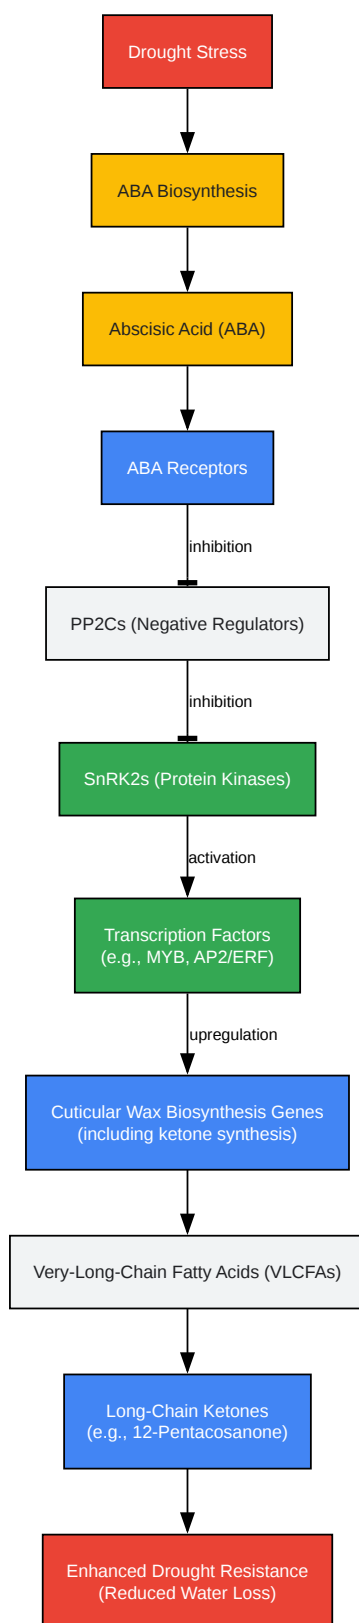 Drought Stress
ABA Biosynthesis
Abscisic Acid (ABA)
ABA Receptors
inhibition
PP2Cs (Negative Regulators)
inhibition
SnRK2s (Protein Kinases)
activation
Transcription Factors
(e.g., MYB, AP2/ERF)
upregulation
Cuticular Wax Biosynthesis Genes
(including ketone synthesis)
Very-Long-Chain Fatty Acids (VLCFAs)
Long-Chain Ketones
(e.g., 12-Pentacosanone)
Enhanced Drought Resistance
(Reduced Water Loss)